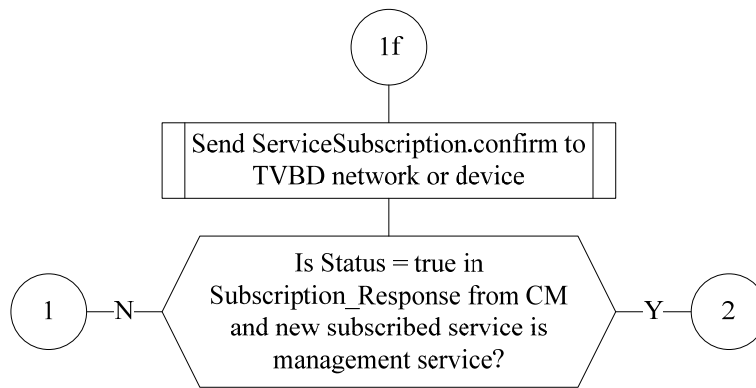 1f
Send ServiceSubscription.confirm to
TVBD network or device
Is Status = true in
Subscription_Response from CM
and new subscribed service is
management service?
1
N
Y
2